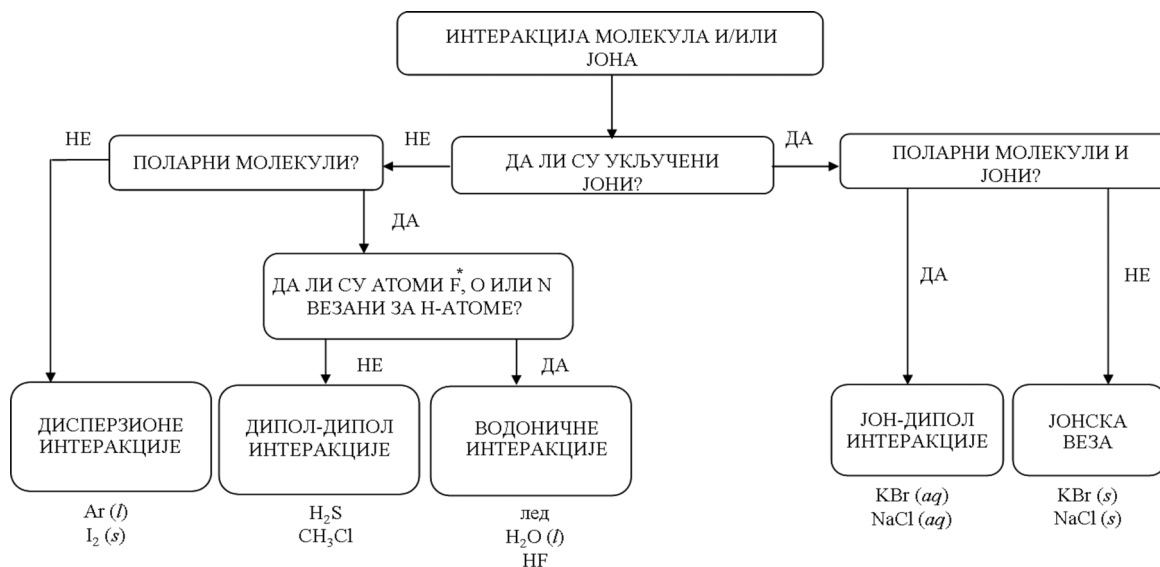 ИНТЕРАКЦИЈА МОЛЕКУЛА И/ИЛИ
ЈОНА
НЕ
ПОЛАРНИ МОЛЕКУЛИ?
НЕ
ДА ЛИ СУ УКЉУЧЕНИ
ЈОНИ?
ДА
ПОЛАРНИ МОЛЕКУЛИ И
ЈОНИ?
ДА
ДА ЛИ СУ АТОМИ F*, O ИЛИ N
ВЕЗАНИ ЗА H-АТОМЕ?
ДА
НЕ
НЕ
ДА
ДИСПЕРЗИОНЕ
ИНТЕРАКЦИЈЕ
ДИПОЛ-ДИПОЛ
ИНТЕРАКЦИЈЕ
ВОДОНИЧНЕ
ИНТЕРАКЦИЈЕ
ЈОН-ДИПОЛ
ИНТЕРАКЦИЈЕ
ЈОНСКА
ВЕЗА
Ar (l)
I₂ (s)
H₂S
CH₃Cl
лед
H₂O (l)
HF
KBr (aq)
NaCl (aq)
KBr (s)
NaCl (s)